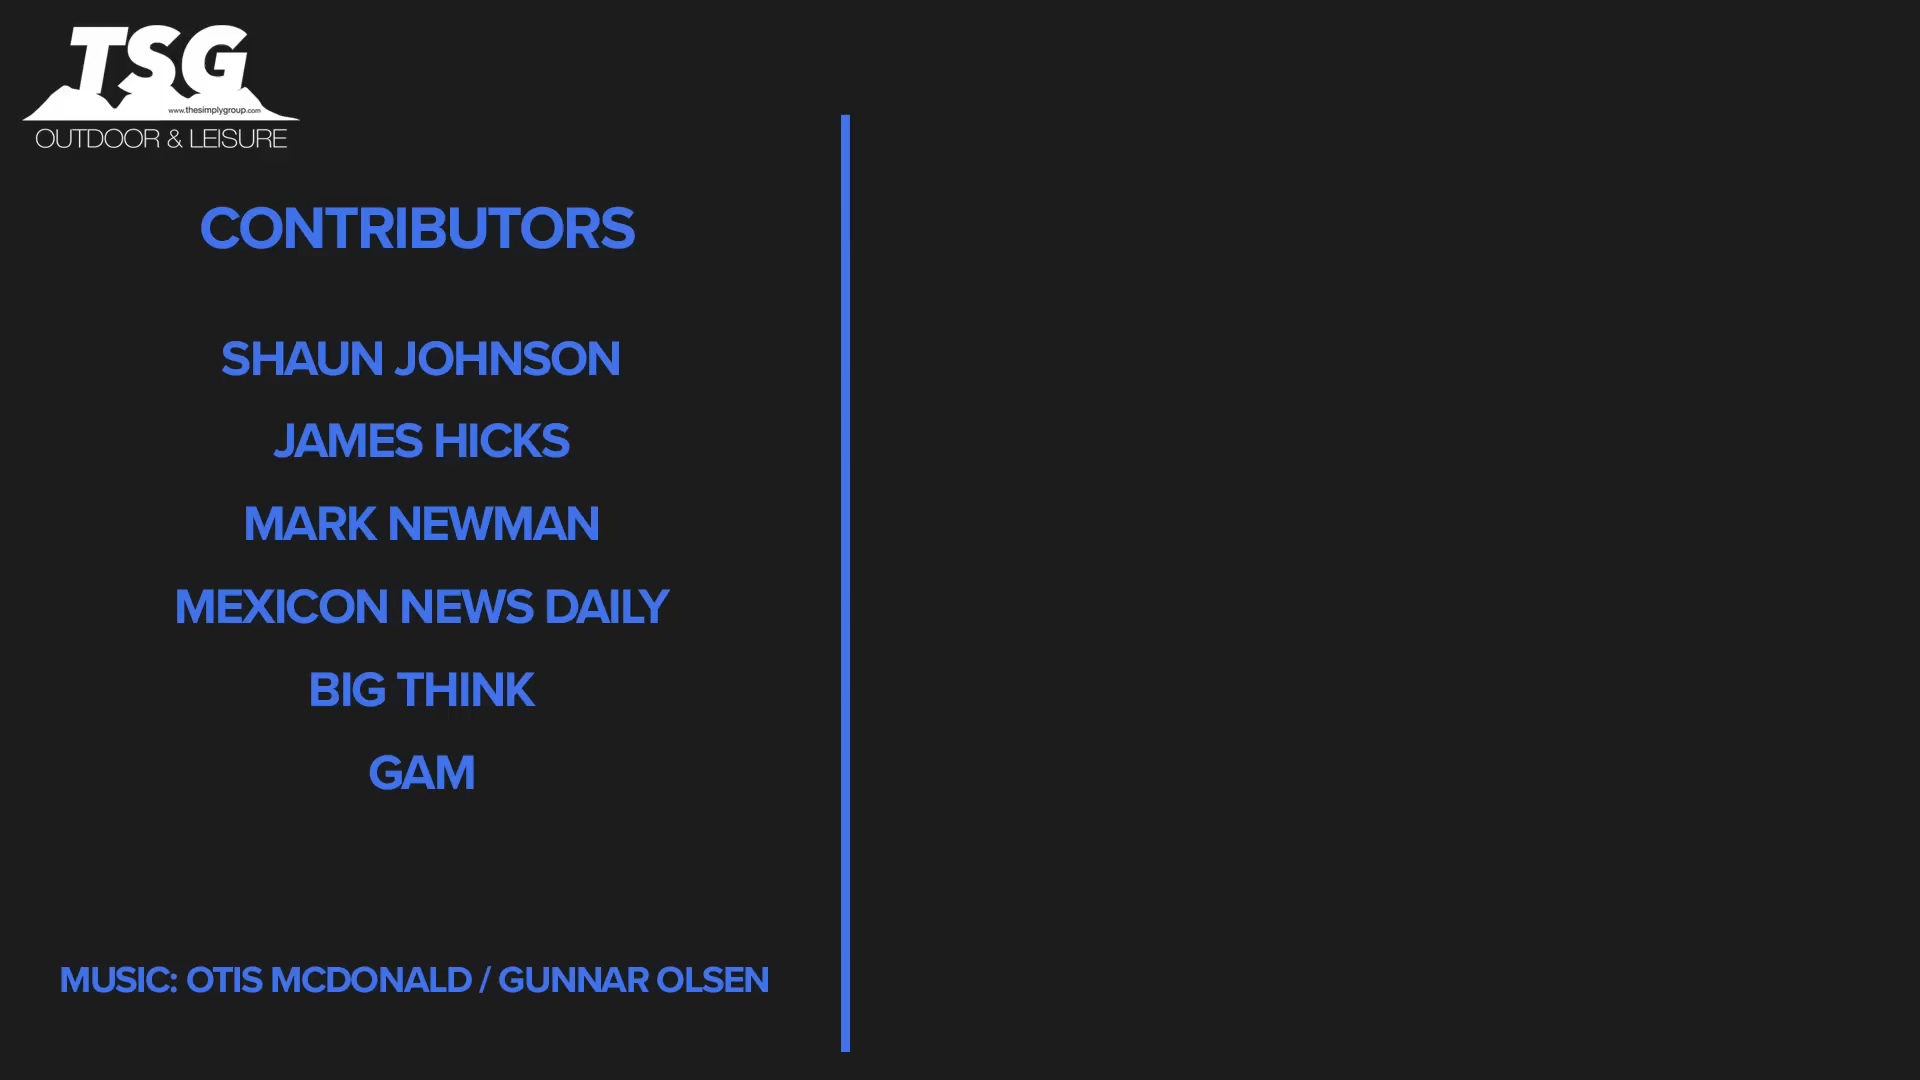 TSG
www.thesimplygroup.com
OUTDOOR & LEISURE
CONTRIBUTORS
SHAUN JOHNSON
JAMES HICKS
MARK NEWMAN
MEXICON NEWS DAILY
BIG THINK
GAM
MUSIC: OTIS MCDONALD / GUNNAR OLSEN